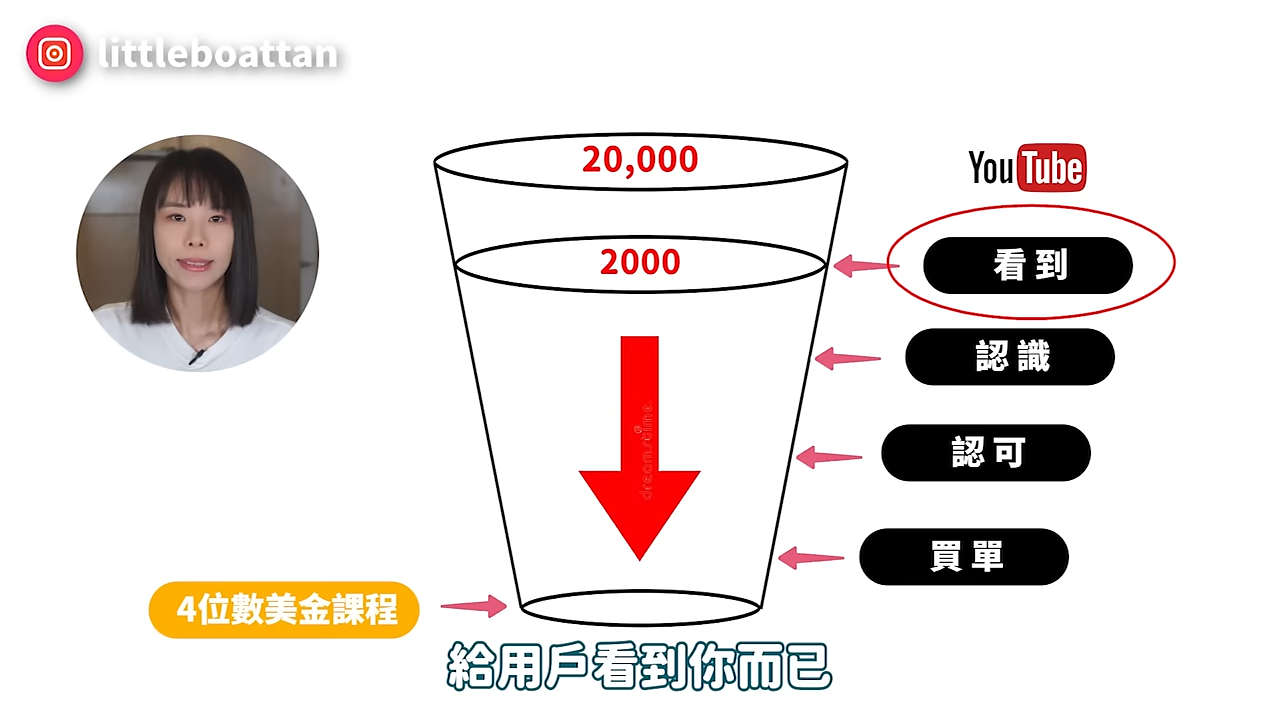 littleboattan
20,000
YouTube
2000
看到
認識
dreamstime
認可
買單
4位數美金課程
給用戶看到你而已